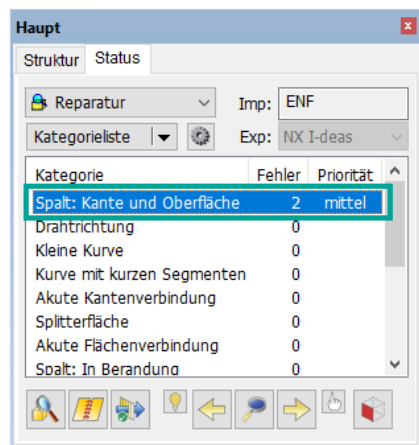 Haupt
Struktur Status
Reparatur Imp: ENF
Kategorieliste Exp: NX I-deas
Kategorie Fehler Priorität
Spalt: Kante und Oberfläche 2 mittel
Drahtrichtung 0
Kleine Kurve 0
Kurve mit kurzen Segmenten 0
Akute Kantenverbindung 0
Splitterfläche 0
Akute Flächenverbindung 0
Spalt: In Berandung 0